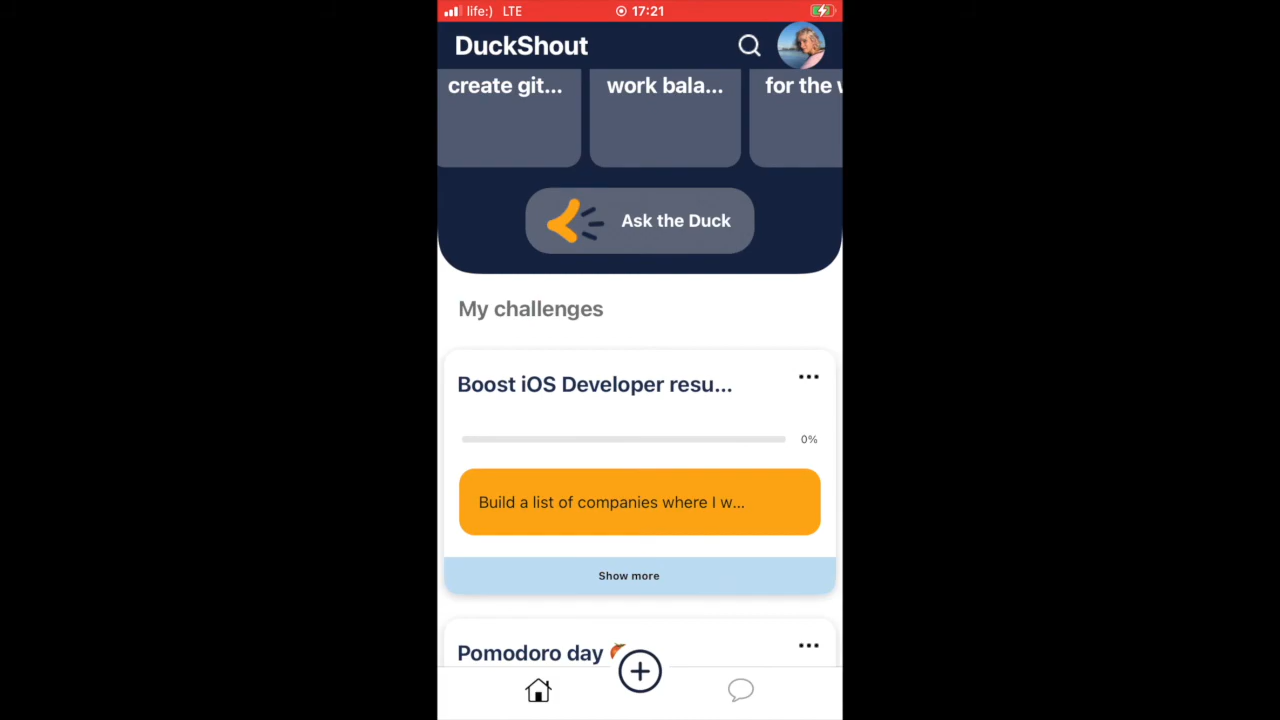 life:) LTE 17:21
DuckShout
create git... work bala... for the
Ask the Duck
My challenges
Boost iOS Developer resu...
0%
Build a list of companies where I w...
Show more
Pomodoro day